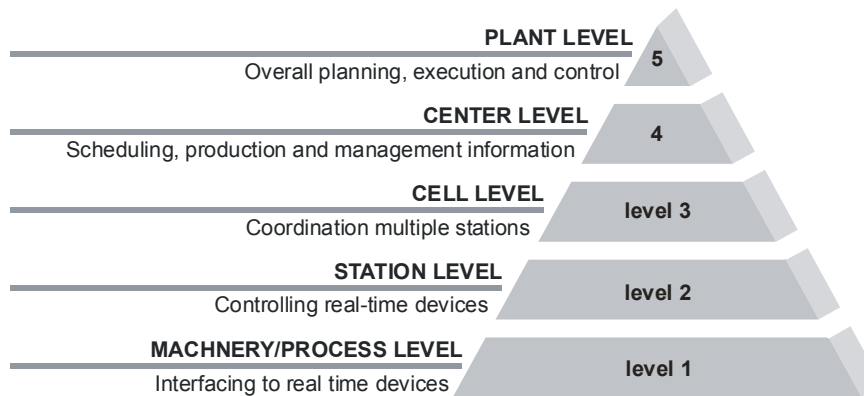 PLANT LEVEL
5
Overall planning, execution and control
CENTER LEVEL
4
Scheduling, production and management information
CELL LEVEL
level 3
Coordination multiple stations
STATION LEVEL
level 2
Controlling real-time devices
MACHNERY/PROCESS LEVEL
level 1
Interfacing to real time devices